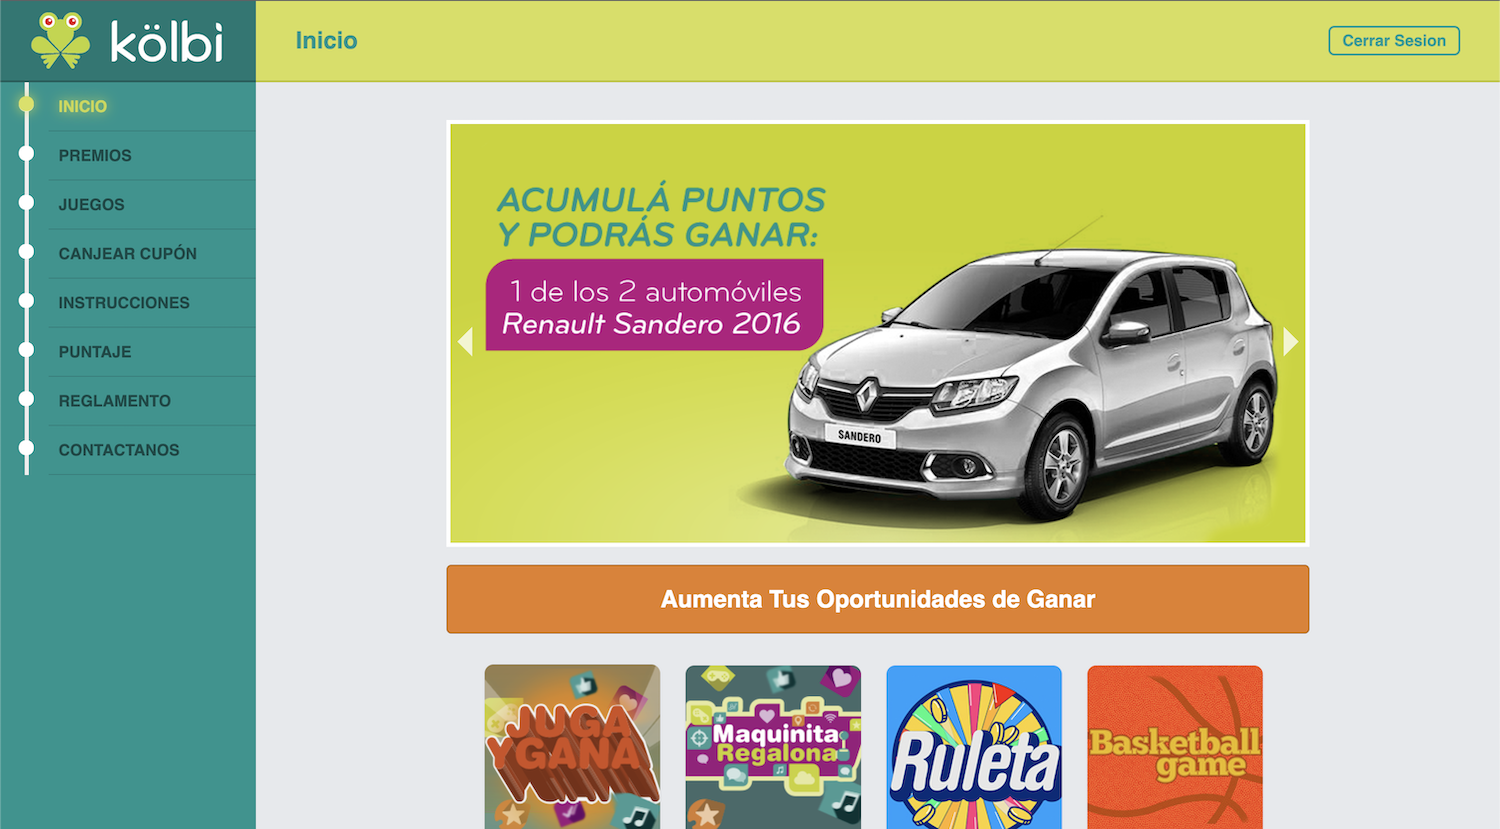 kölbi
Inicio
Cerrar Sesion
INICIO
PREMIOS
JUEGOS
CANJEAR CUPÓN
INSTRUCCIONES
PUNTAJE
REGLAMENTO
CONTACTANOS
ACUMULÁ PUNTOS
Y PODRÁS GANAR:
1 de los 2 automóviles
Renault Sandero 2016
SANDERO
Aumenta Tus Oportunidades de Ganar
JUGA
Y GANA
Maquinita
Regalona
Ruleta
Basketball
game